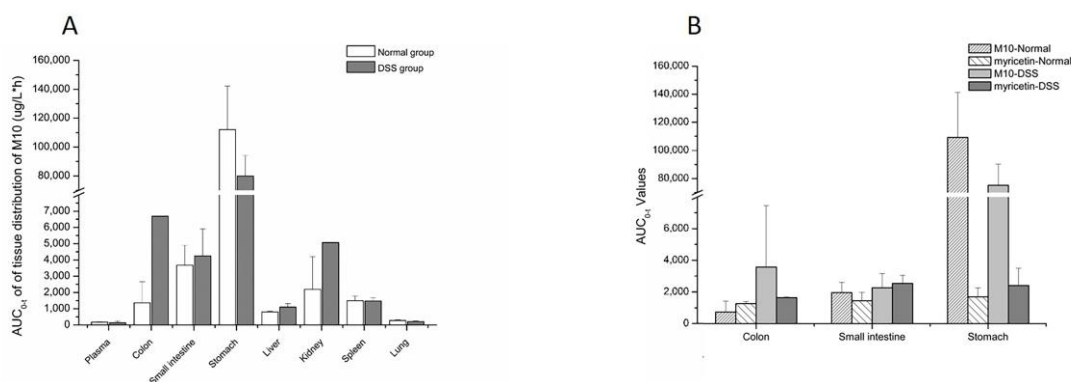 A
Normal group
DSS group
AUC0-t of of tissue distribution of M10 (ug/L*h)
160,000
140,000
120,000
100,000
80,000
7,000
6,000
5,000
4,000
3,000
2,000
1,000
0
Plasma
Colon
Small intestine
Stomach
Liver
Kidney
Spleen
Lung
B
M10-Normal
myricetin-Normal
M10-DSS
myricetin-DSS
AUC0-t Values
160,000
140,000
120,000
100,000
80,000
6,000
4,000
2,000
0
Colon
Small intestine
Stomach